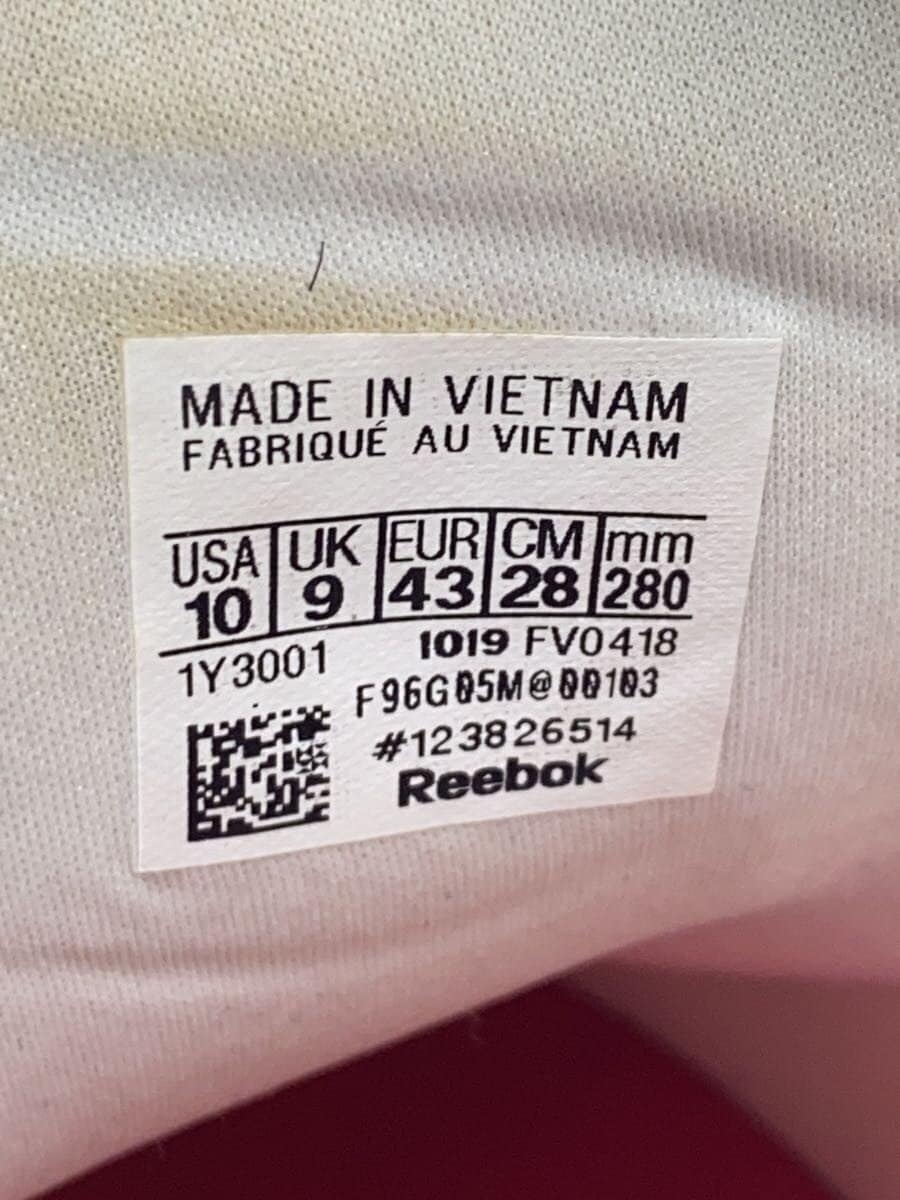 MADE IN VIETNAM
FABRIQUÉ AU VIETNAM
USA UK EUR CM mm
10 9 43 28 280
1Y3001 1019 FV0418
F96G05M@00103
#123826514
Reebok